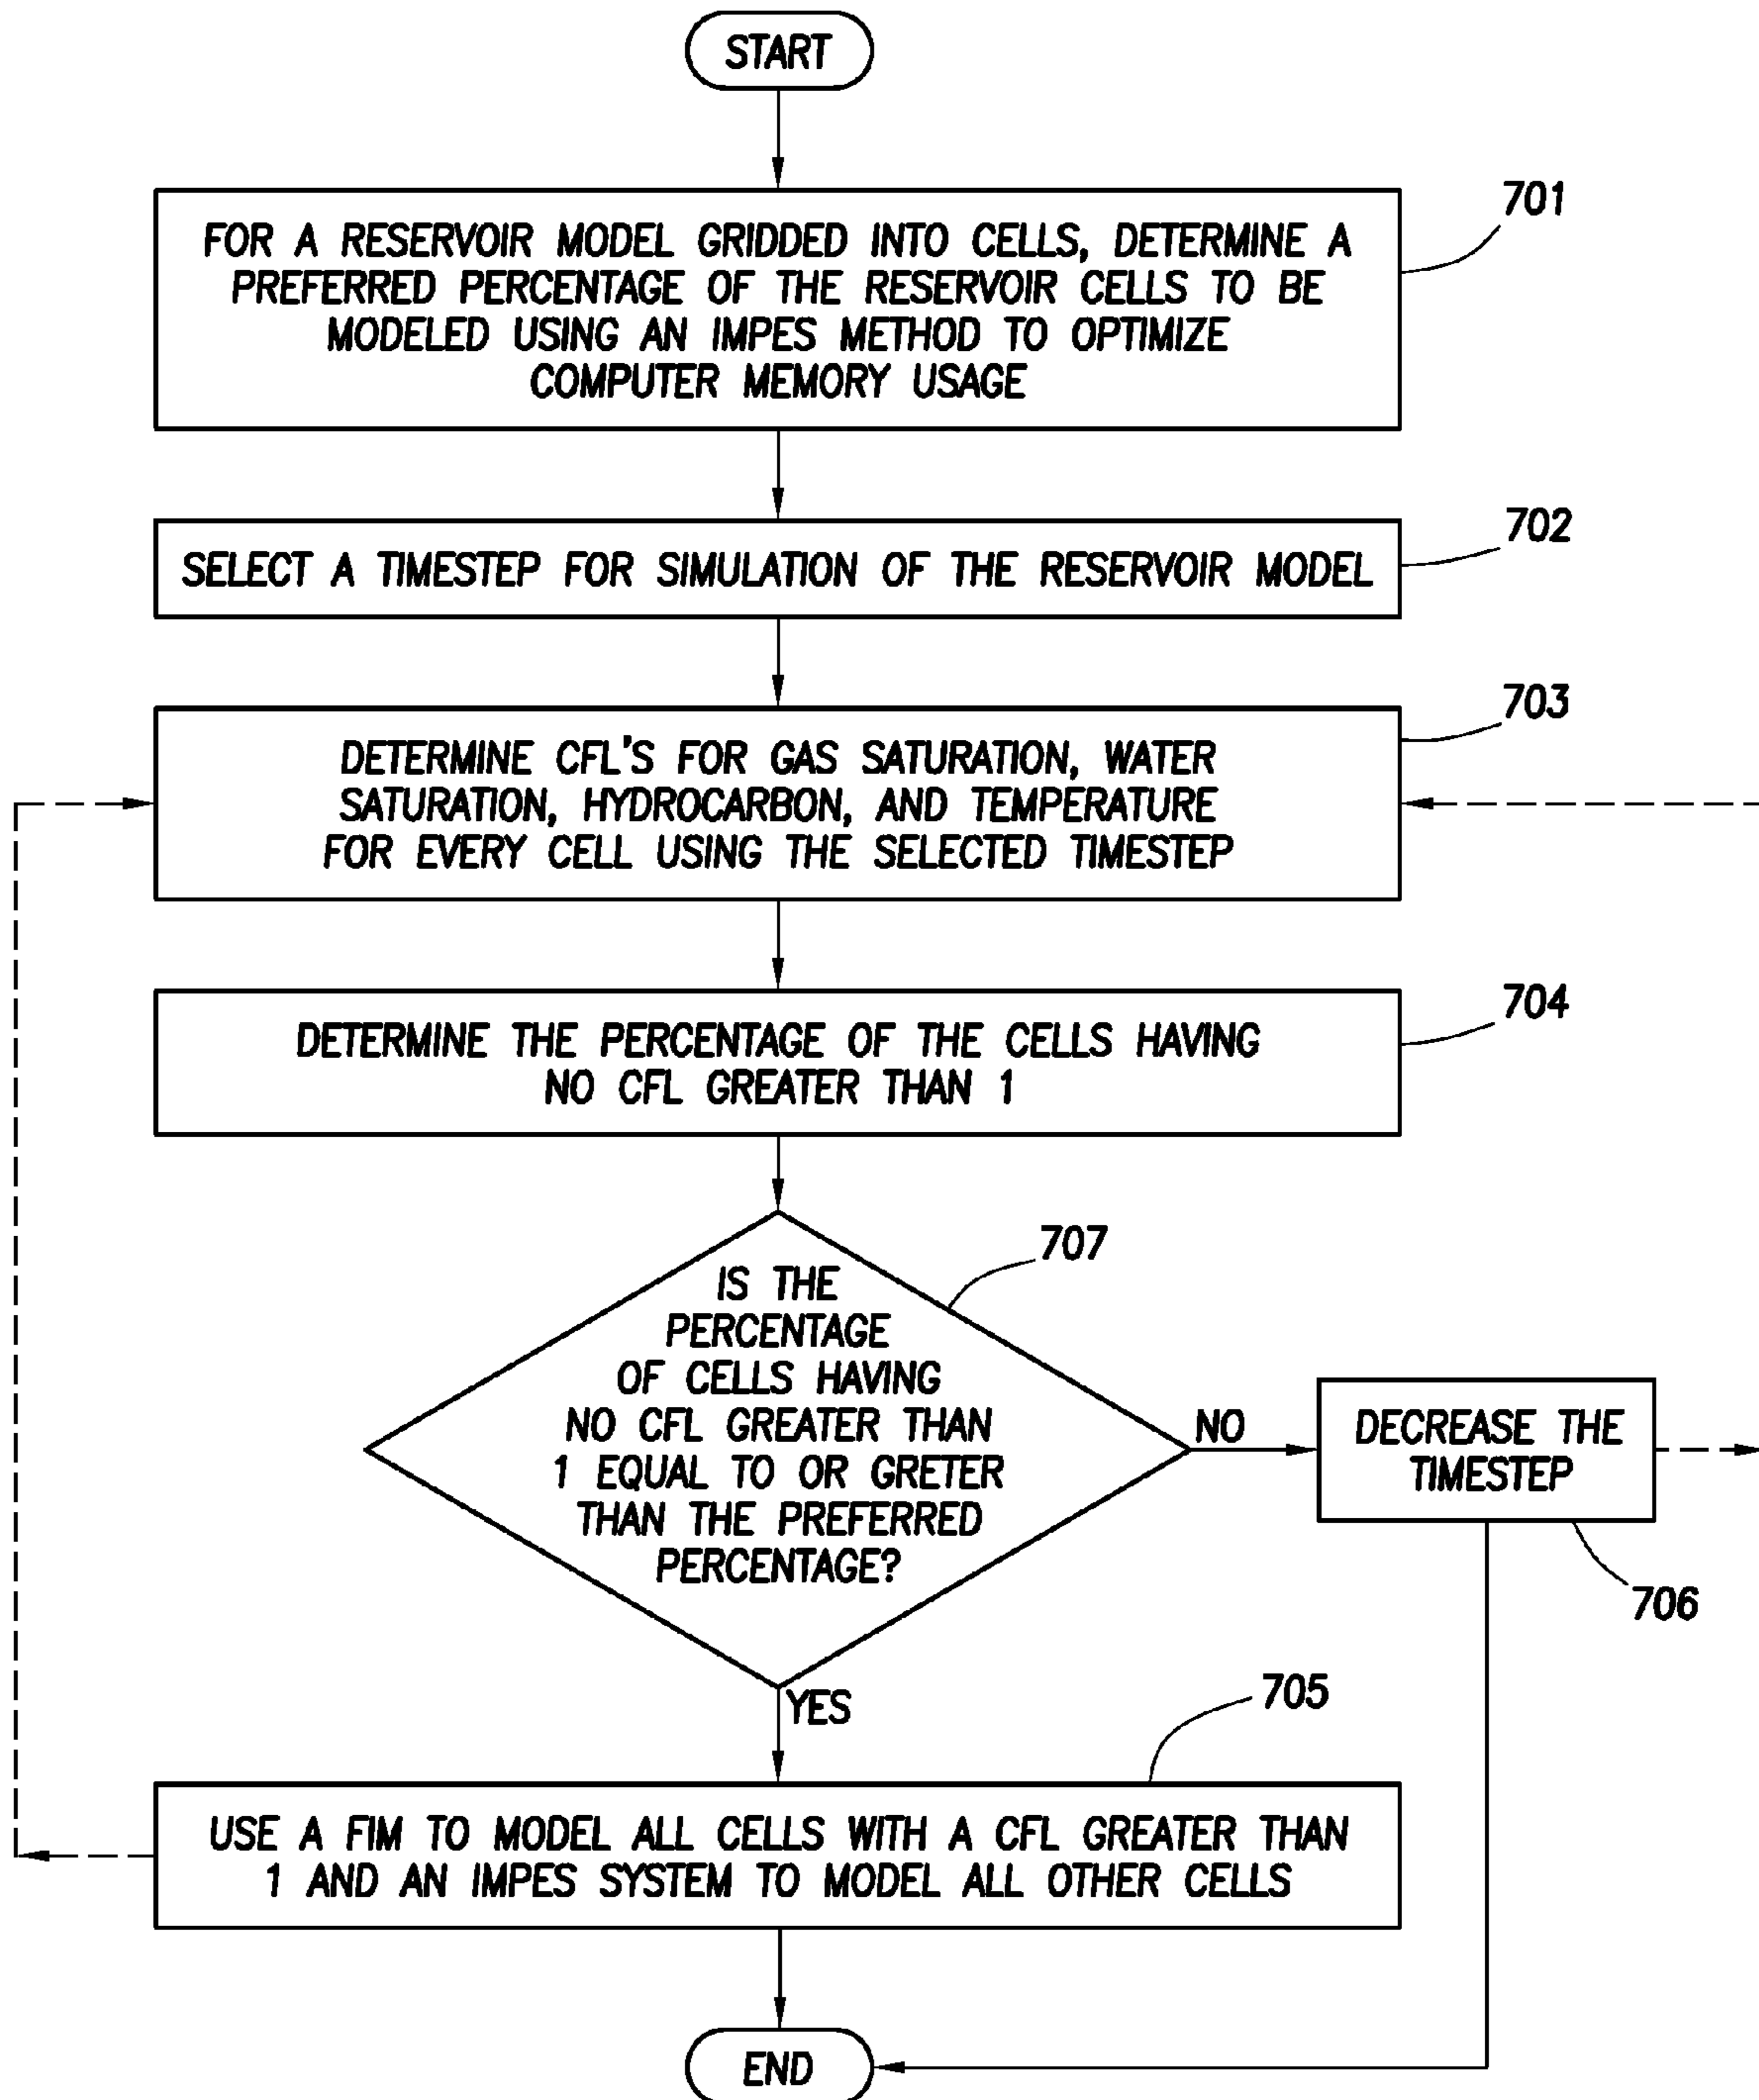 START
701
FOR A RESERVOIR MODEL GRIDDED INTO CELLS, DETERMINE A
PREFERRED PERCENTAGE OF THE RESERVOIR CELLS TO BE
MODELED USING AN IMPES METHOD TO OPTIMIZE
COMPUTER MEMORY USAGE
702
SELECT A TIMESTEP FOR SIMULATION OF THE RESERVOIR MODEL
703
DETERMINE CFL'S FOR GAS SATURATION, WATER
SATURATION, HYDROCARBON, AND TEMPERATURE
FOR EVERY CELL USING THE SELECTED TIMESTEP
704
DETERMINE THE PERCENTAGE OF THE CELLS HAVING
NO CFL GREATER THAN 1
707
IS THE
PERCENTAGE
OF CELLS HAVING
NO CFL GREATER THAN
1 EQUAL TO OR GRETER
THAN THE PREFERRED
PERCENTAGE?
NO
DECREASE THE
TIMESTEP
706
YES
705
USE A FIM TO MODEL ALL CELLS WITH A CFL GREATER THAN
1 AND AN IMPES SYSTEM TO MODEL ALL OTHER CELLS
END